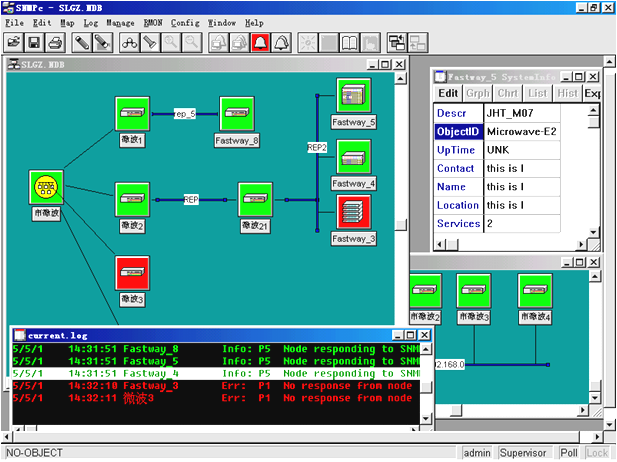 SNMPc - SLGZ.MDB
File Edit Map Log Manage RMON Config Window Help
SLGZ.MDB
rep_5
微波1
Fastway_8
Fastway_5
REP2
市微波
REP
微波2
微波21
Fastway_4
Fastway_3
微波3
Fastway_5 SystemInfo
Edit Grph Chrt List Hist Exp
Descr JHT_M07
ObjectID Microwave-E2
UpTime UNK
Contact this is l
Name this is l
Location this is l
Services 2
市微波2
市微波3
市微波4
92.168.0
current.log
5/5/1 14:31:51 Fastway_8 Info: P5 Node responding to SNM
5/5/1 14:31:51 Fastway_5 Info: P5 Node responding to SNM
5/5/1 14:31:51 Fastway_4 Info: P5 Node responding to SNM
5/5/1 14:32:10 Fastway_3 Err: P1 No response from node
5/5/1 14:32:11 微波3 Err: P1 No response from node
NO-OBJECT
admin Supervisor Poll Lock